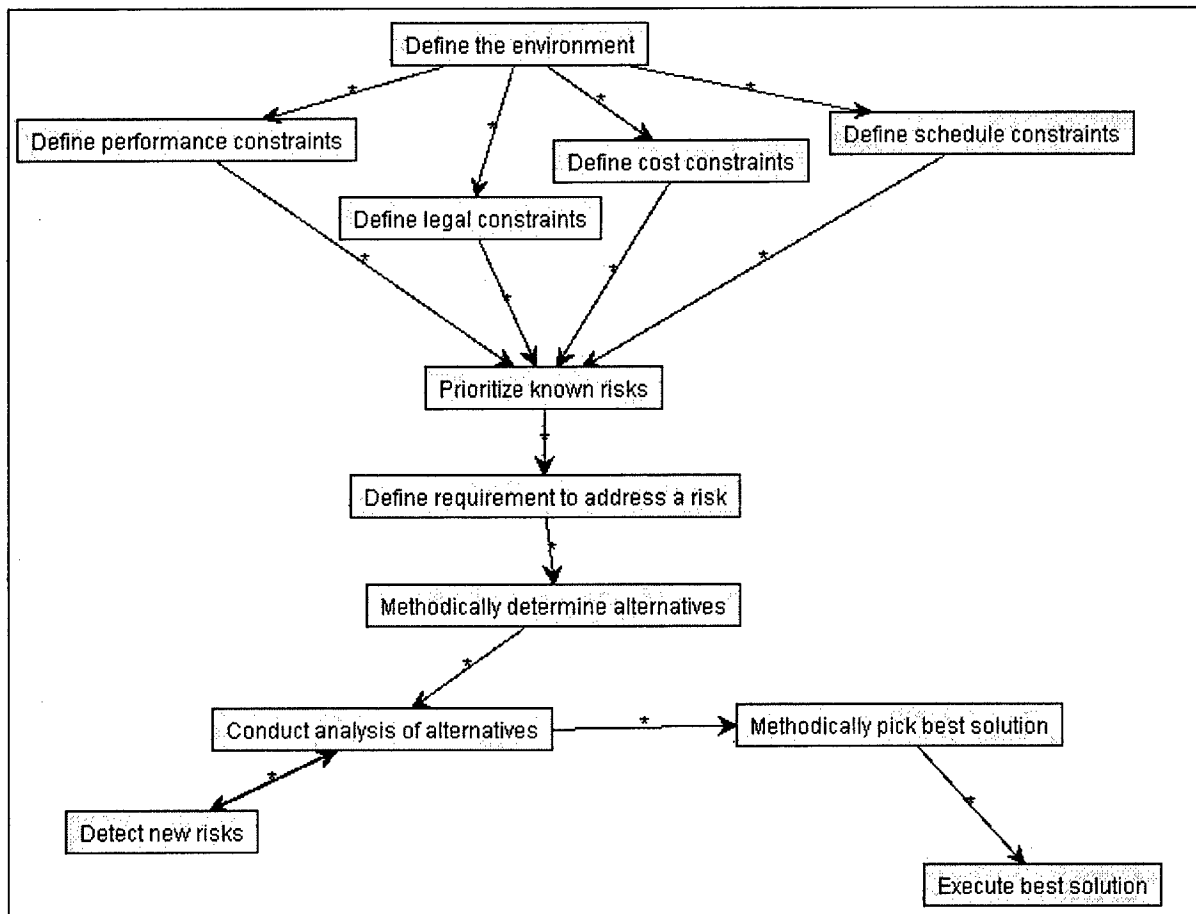 Define the environment
*
*
*
*
Define performance constraints
Define schedule constraints
Define cost constraints
Define legal constraints
*
*
*
*
Prioritize known risks
*
Define requirement to address a risk
*
Methodically determine alternatives
*
Conduct analysis of alternatives
*
Methodically pick best solution
*
Detect new risks
*
Execute best solution